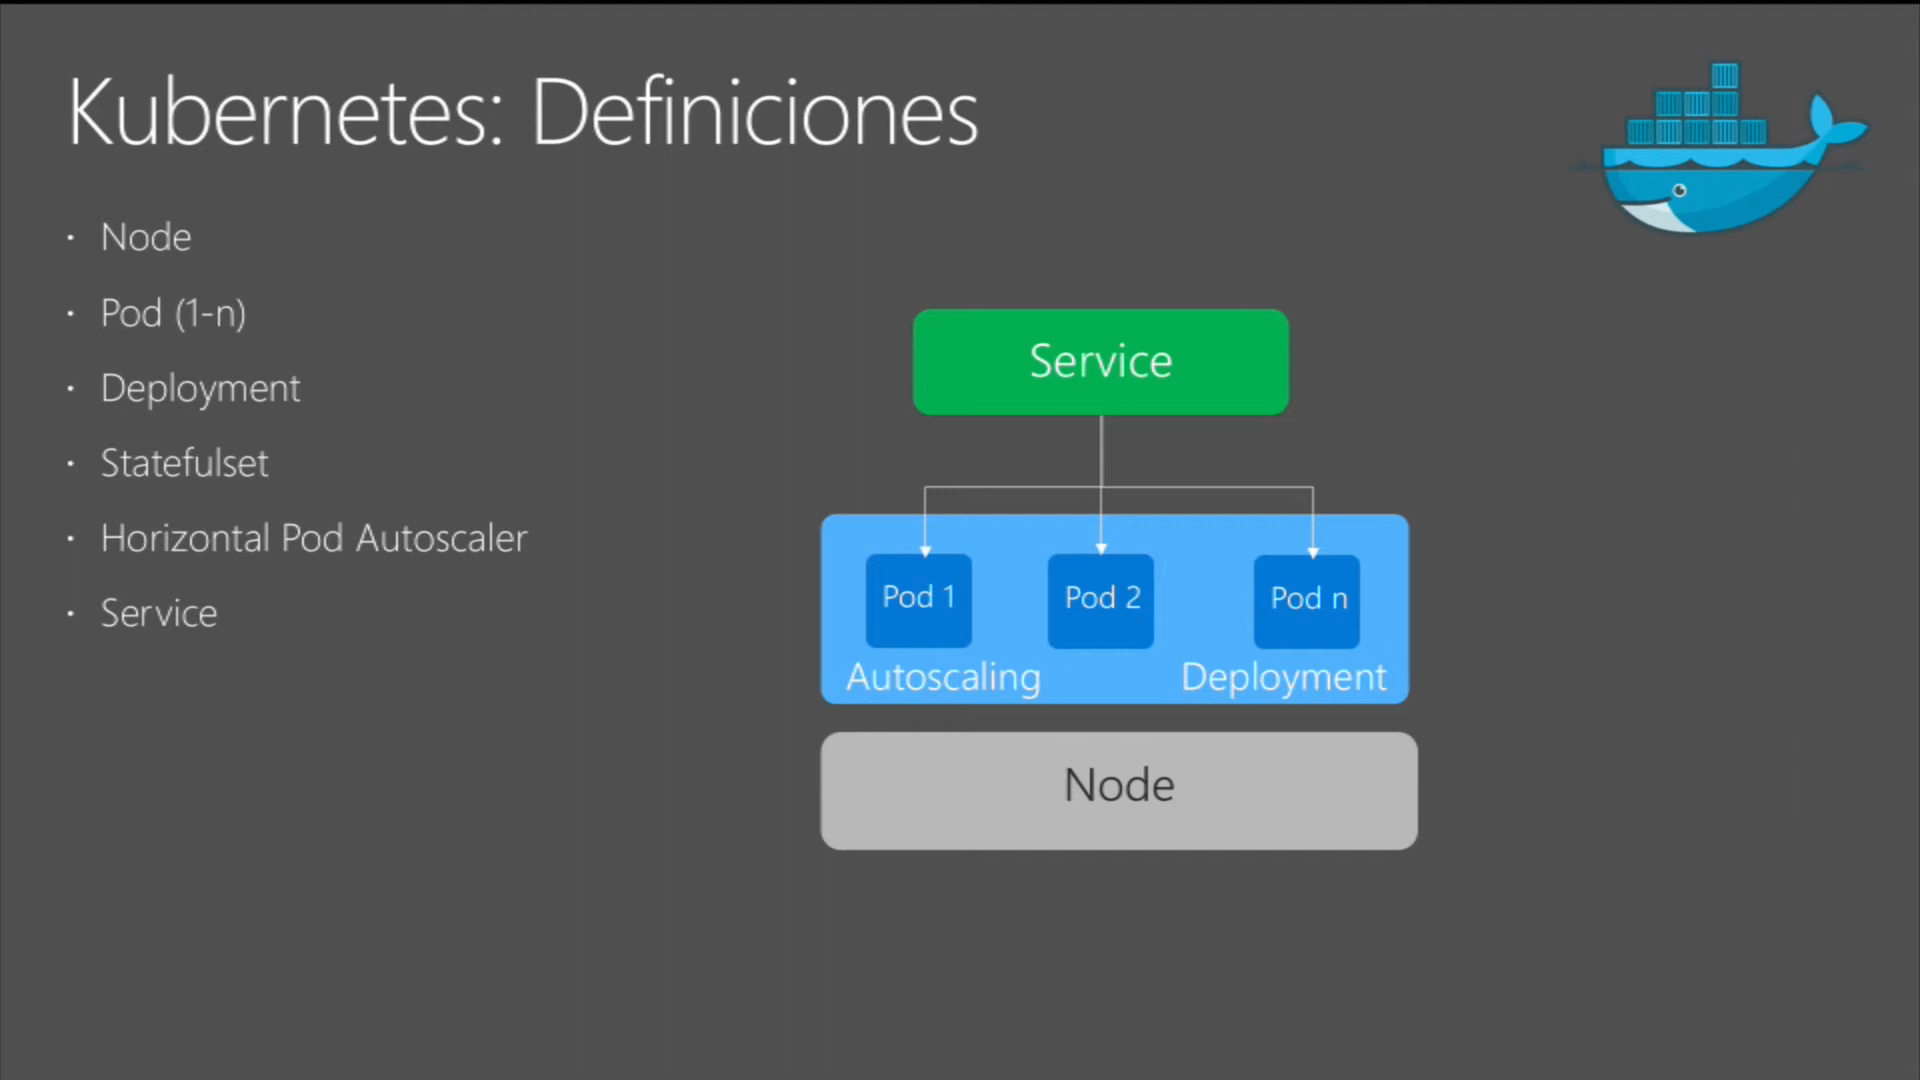 Kubernetes: Definiciones
· Node
· Pod (1-n)
· Deployment
· Statefulset
· Horizontal Pod Autoscaler
· Service
Service
Pod 1
Pod 2
Pod n
Autoscaling
Deployment
Node